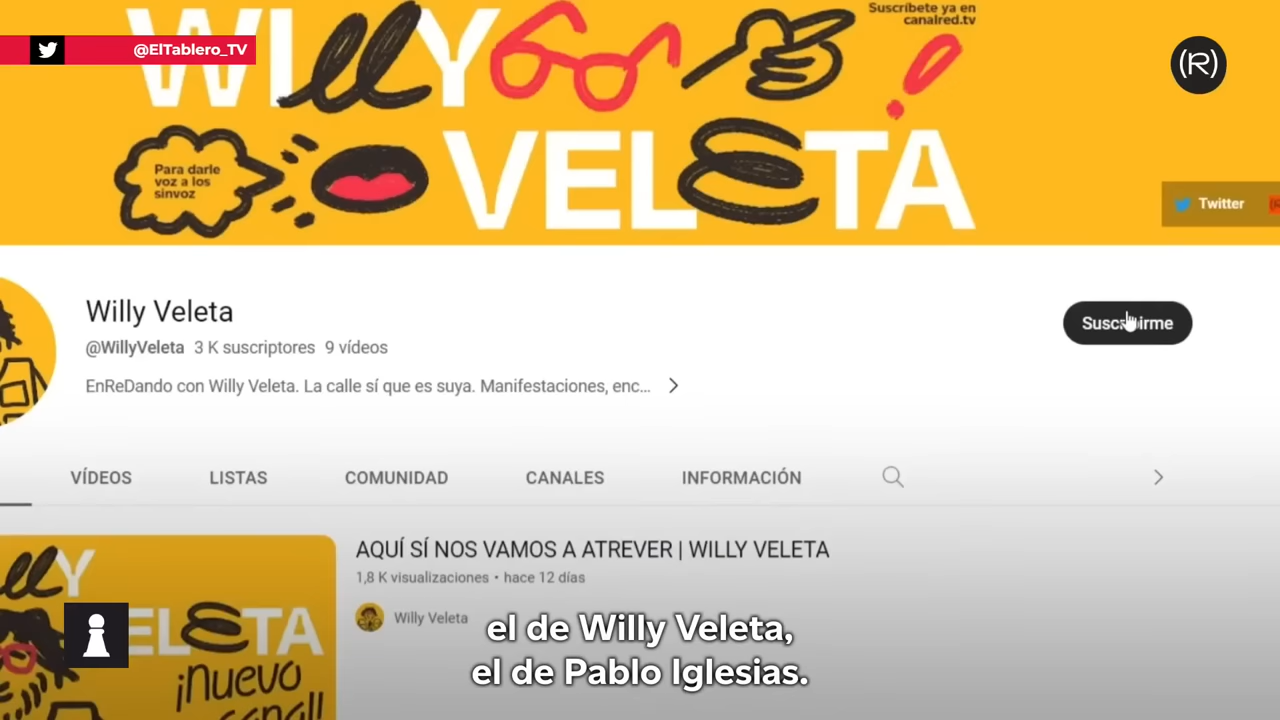 WILLY
Suscríbete ya en
canalred.tv
@ElTablero_TV
(R)
VELETA
Para darle
voz a los
sinvoz
Twitter
Willy Veleta
@WillyVeleta 3 K suscriptores 9 vídeos
Suscribirme
EnReDando con Willy Veleta. La calle sí que es suya. Manifestaciones, enc...
VÍDEOS LISTAS COMUNIDAD CANALES INFORMACIÓN
AQUÍ SÍ NOS VAMOS A ATREVER | WILLY VELETA
1,8 K visualizaciones • hace 12 días
Willy Veleta
¡Nuevo
el de Willy Veleta,
el de Pablo Iglesias.